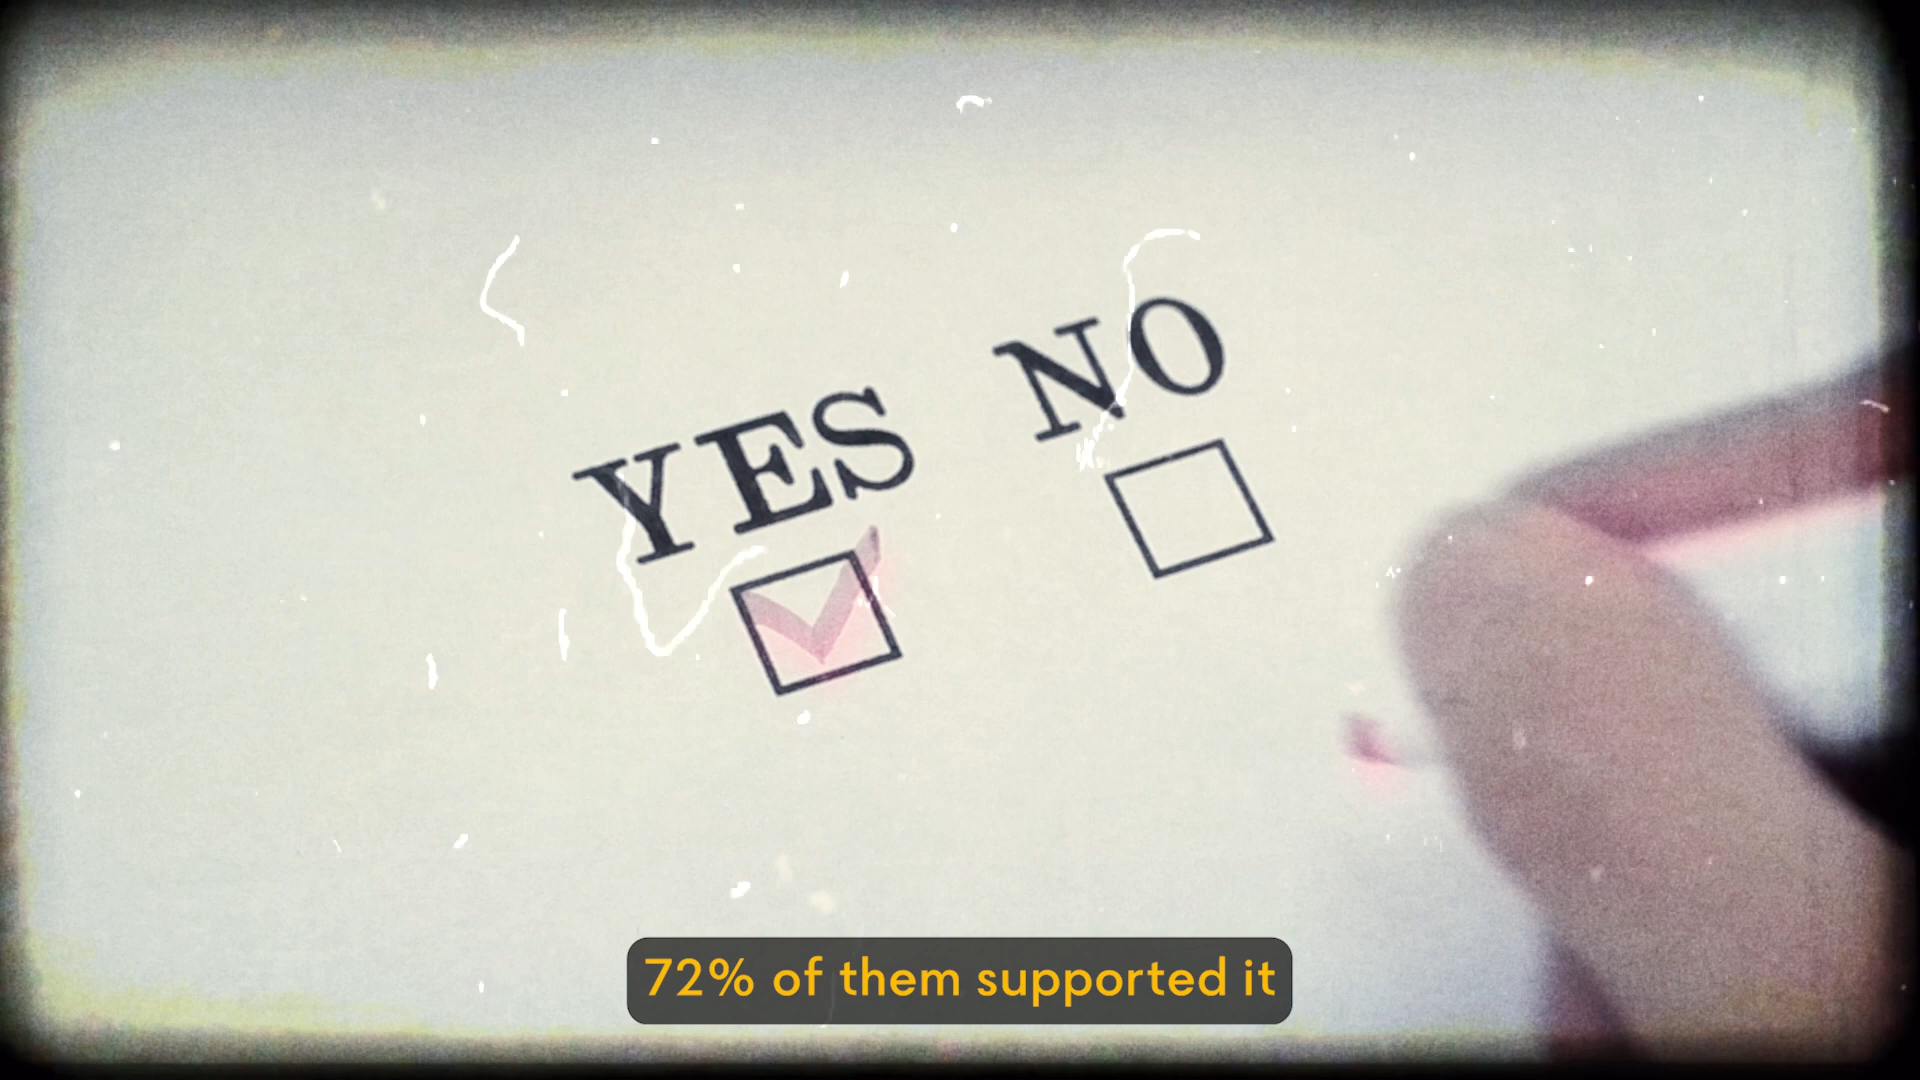 YES NO
72% of them supported it